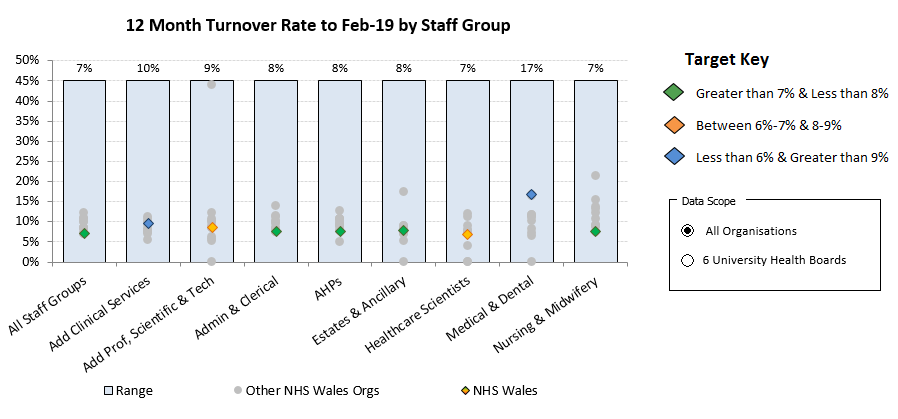 12 Month Turnover Rate to Feb-19 by Staff Group
50%
45%
40%
35%
30%
25%
20%
15%
10%
5%
0%
7% 10% 9% 8% 8% 8% 7% 17% 7%
All Staff Groups
Add Clinical Services
Add Prof, Scientific & Tech
Admin & Clerical
AHPs
Estates & Ancillary
Healthcare Scientists
Medical & Dental
Nursing & Midwifery
Range
Other NHS Wales Orgs
NHS Wales
Target Key
Greater than 7% & Less than 8%
Between 6%-7% & 8-9%
Less than 6% & Greater than 9%
Data Scope
All Organisations
6 University Health Boards